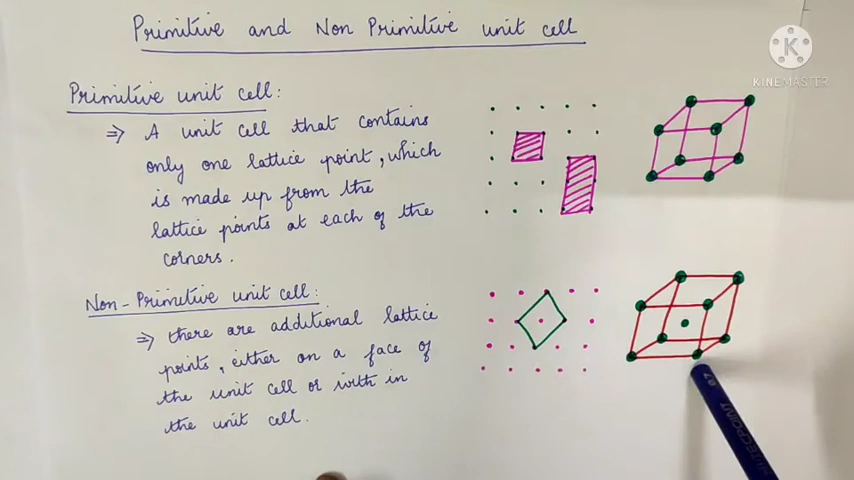 Primitive and Non Primitive unit cell
K
KINEMASTER
Primitive unit cell:
⇒ A unit cell that contains
only one lattice point, which
is made up from the
lattice points at each of the
corners.
Non-Primitive unit cell:
⇒ there are additional lattice
points, either on a face of
the unit cell or with in
the unit cell.
0.7